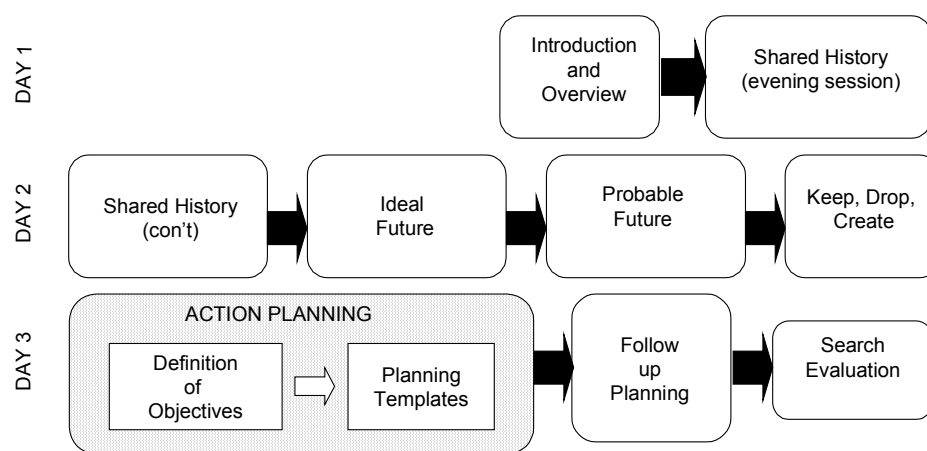 DAY 1
Introduction
and
Overview
Shared History
(evening session)
DAY 2
Shared History
(con't)
Ideal
Future
Probable
Future
Keep, Drop,
Create
DAY 3
ACTION PLANNING
Definition
of
Objectives
Planning
Templates
Follow
up
Planning
Search
Evaluation